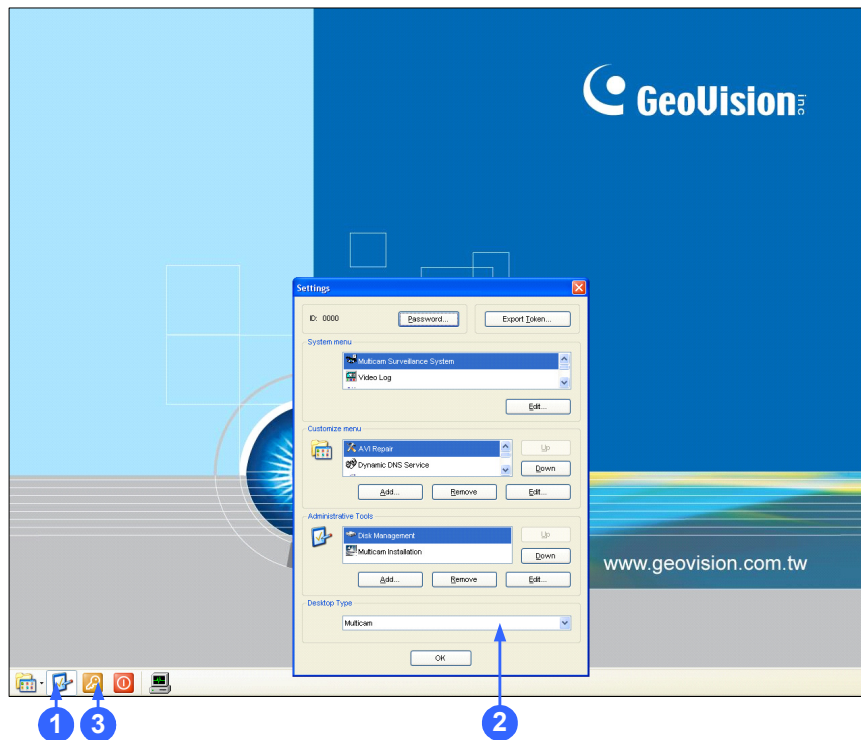 GeoVision inc
Settings
ID: 0000
Password...
Export Token...
System menu
Multicam Surveillance System
Video Log
Edit...
Customize menu
AVI Repair
Up
Dynamic DNS Service
Down
Add...
Remove
Edit...
Administrative Tools
Disk Management
Up
Multicam Installation
Down
Add...
Remove
Edit...
www.geovision.com.tw
Desktop Type
Multicam
OK
1
3
2